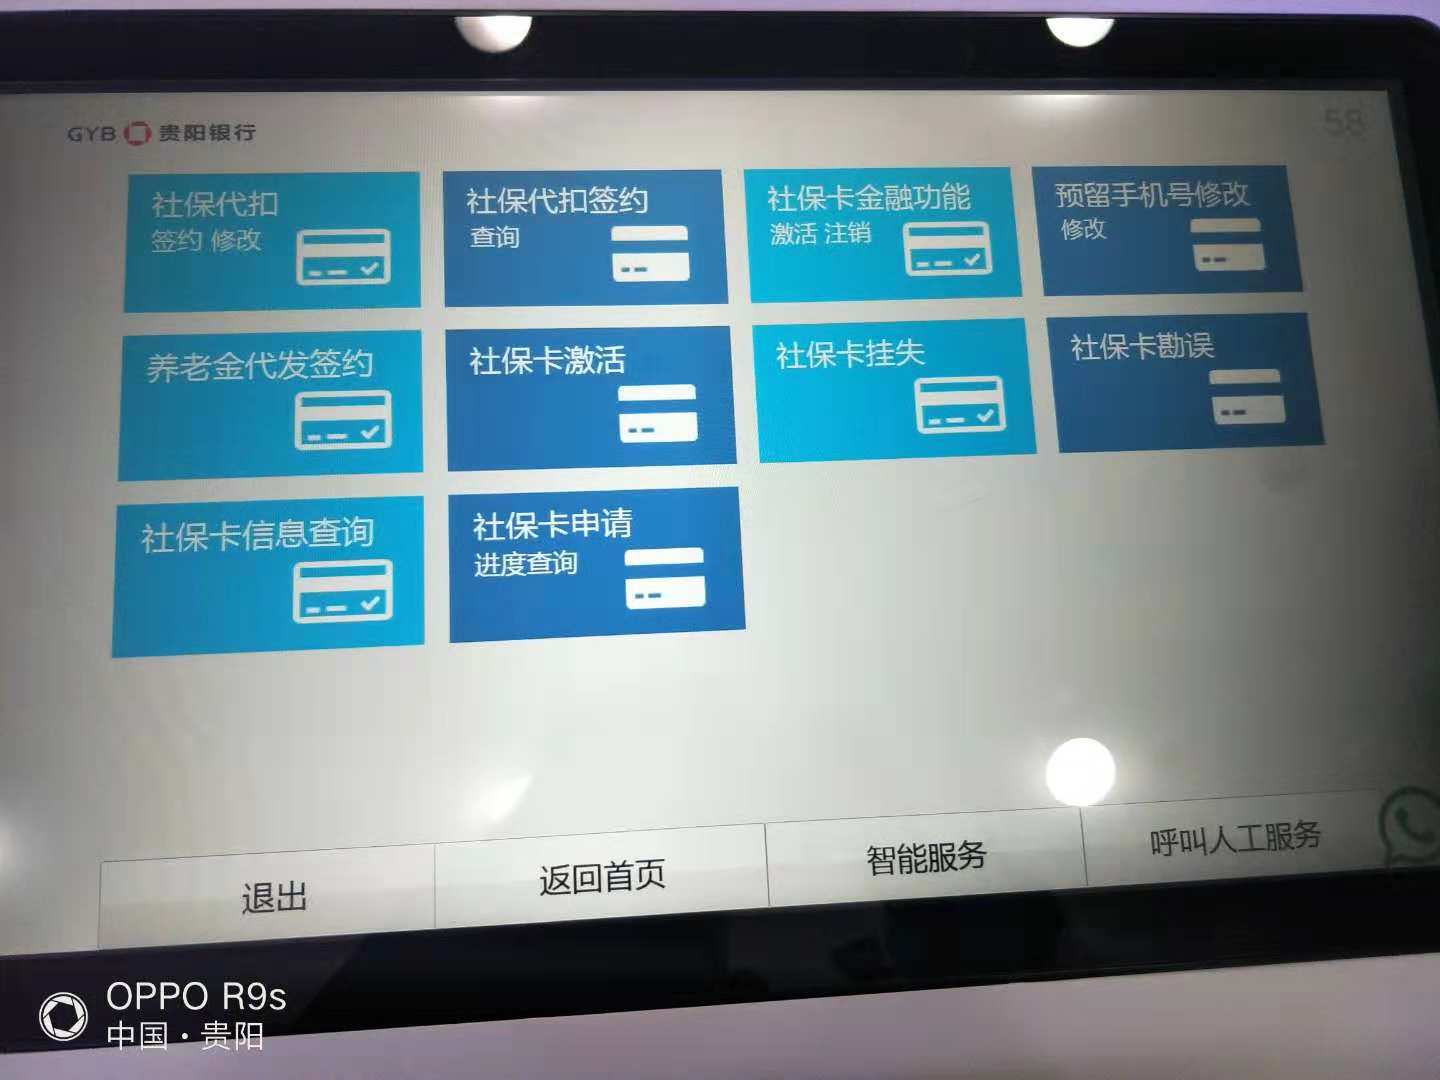 GYB 贵阳银行
58
社保代扣
签约 修改
社保代扣签约
查询
社保卡金融功能
激活 注销
预留手机号修改
修改
养老金代发签约
社保卡激活
社保卡挂失
社保卡勘误
社保卡信息查询
社保卡申请
进度查询
退出
返回首页
智能服务
呼叫人工服务
OPPO R9s
中国·贵阳